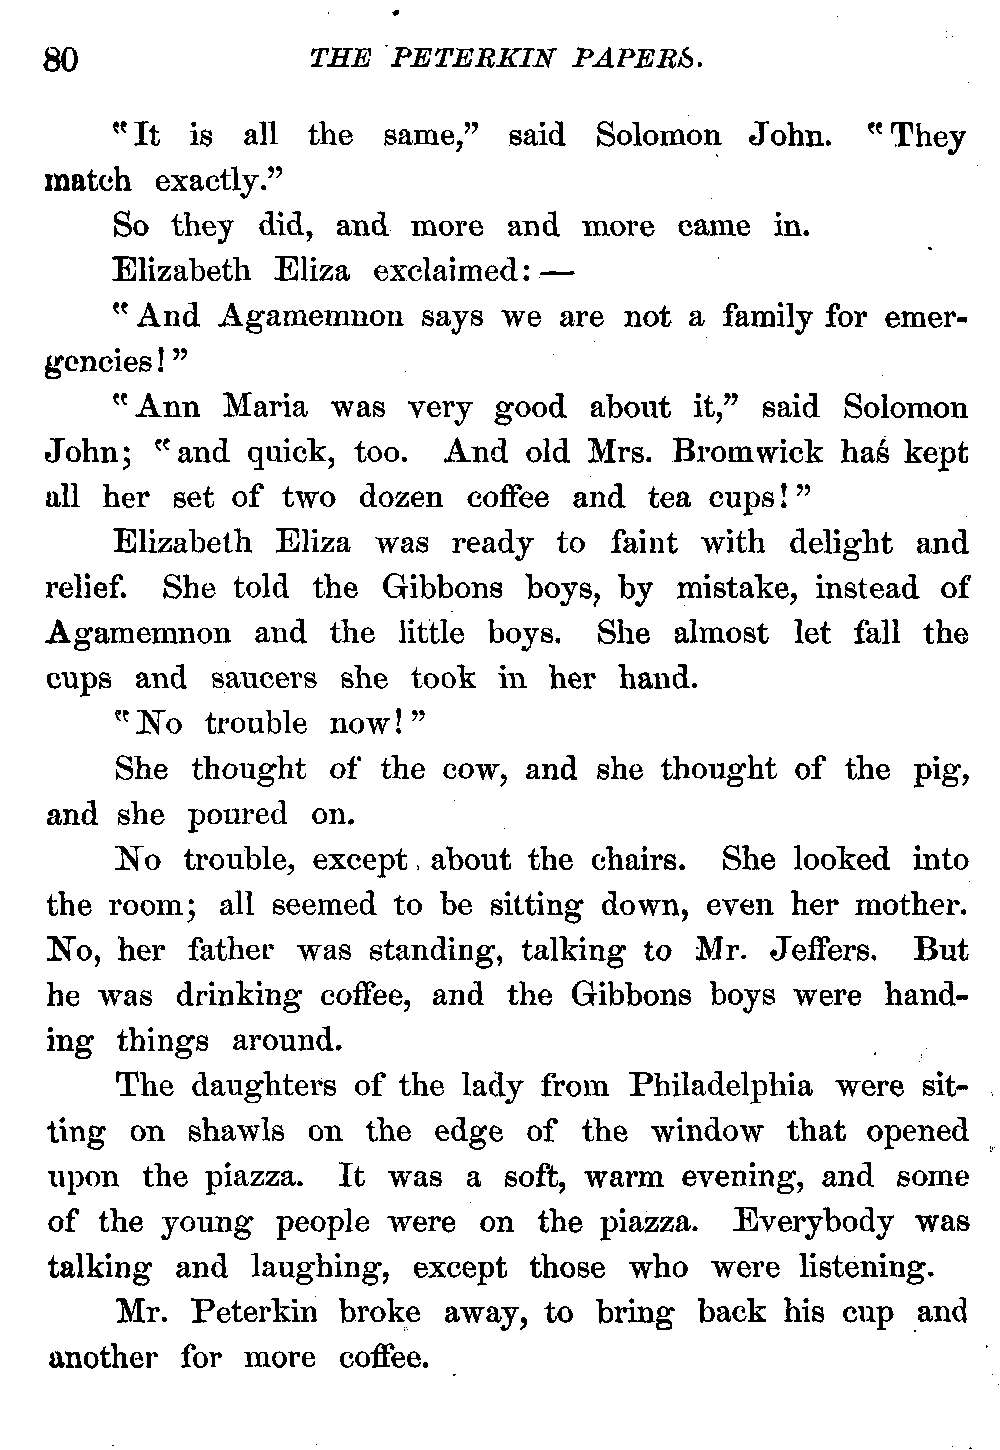 80 THE PETERKIN PAPERS.
"It is all the same," said Solomon John. "They
match exactly."
So they did, and more and more came in.
Elizabeth Eliza exclaimed: —
"And Agamemnon says we are not a family for emer-
gencies!"
"Ann Maria was very good about it," said Solomon
John; "and quick, too. And old Mrs. Bromwick has kept
all her set of two dozen coffee and tea cups!"
Elizabeth Eliza was ready to faint with delight and
relief. She told the Gibbons boys, by mistake, instead of
Agamemnon and the little boys. She almost let fall the
cups and saucers she took in her hand.
"No trouble now!"
She thought of the cow, and she thought of the pig,
and she poured on.
No trouble, except about the chairs. She looked into
the room; all seemed to be sitting down, even her mother.
No, her father was standing, talking to Mr. Jeffers. But
he was drinking coffee, and the Gibbons boys were hand-
ing things around.
The daughters of the lady from Philadelphia were sit-
ting on shawls on the edge of the window that opened
upon the piazza. It was a soft, warm evening, and some
of the young people were on the piazza. Everybody was
talking and laughing, except those who were listening.
Mr. Peterkin broke away, to bring back his cup and
another for more coffee.